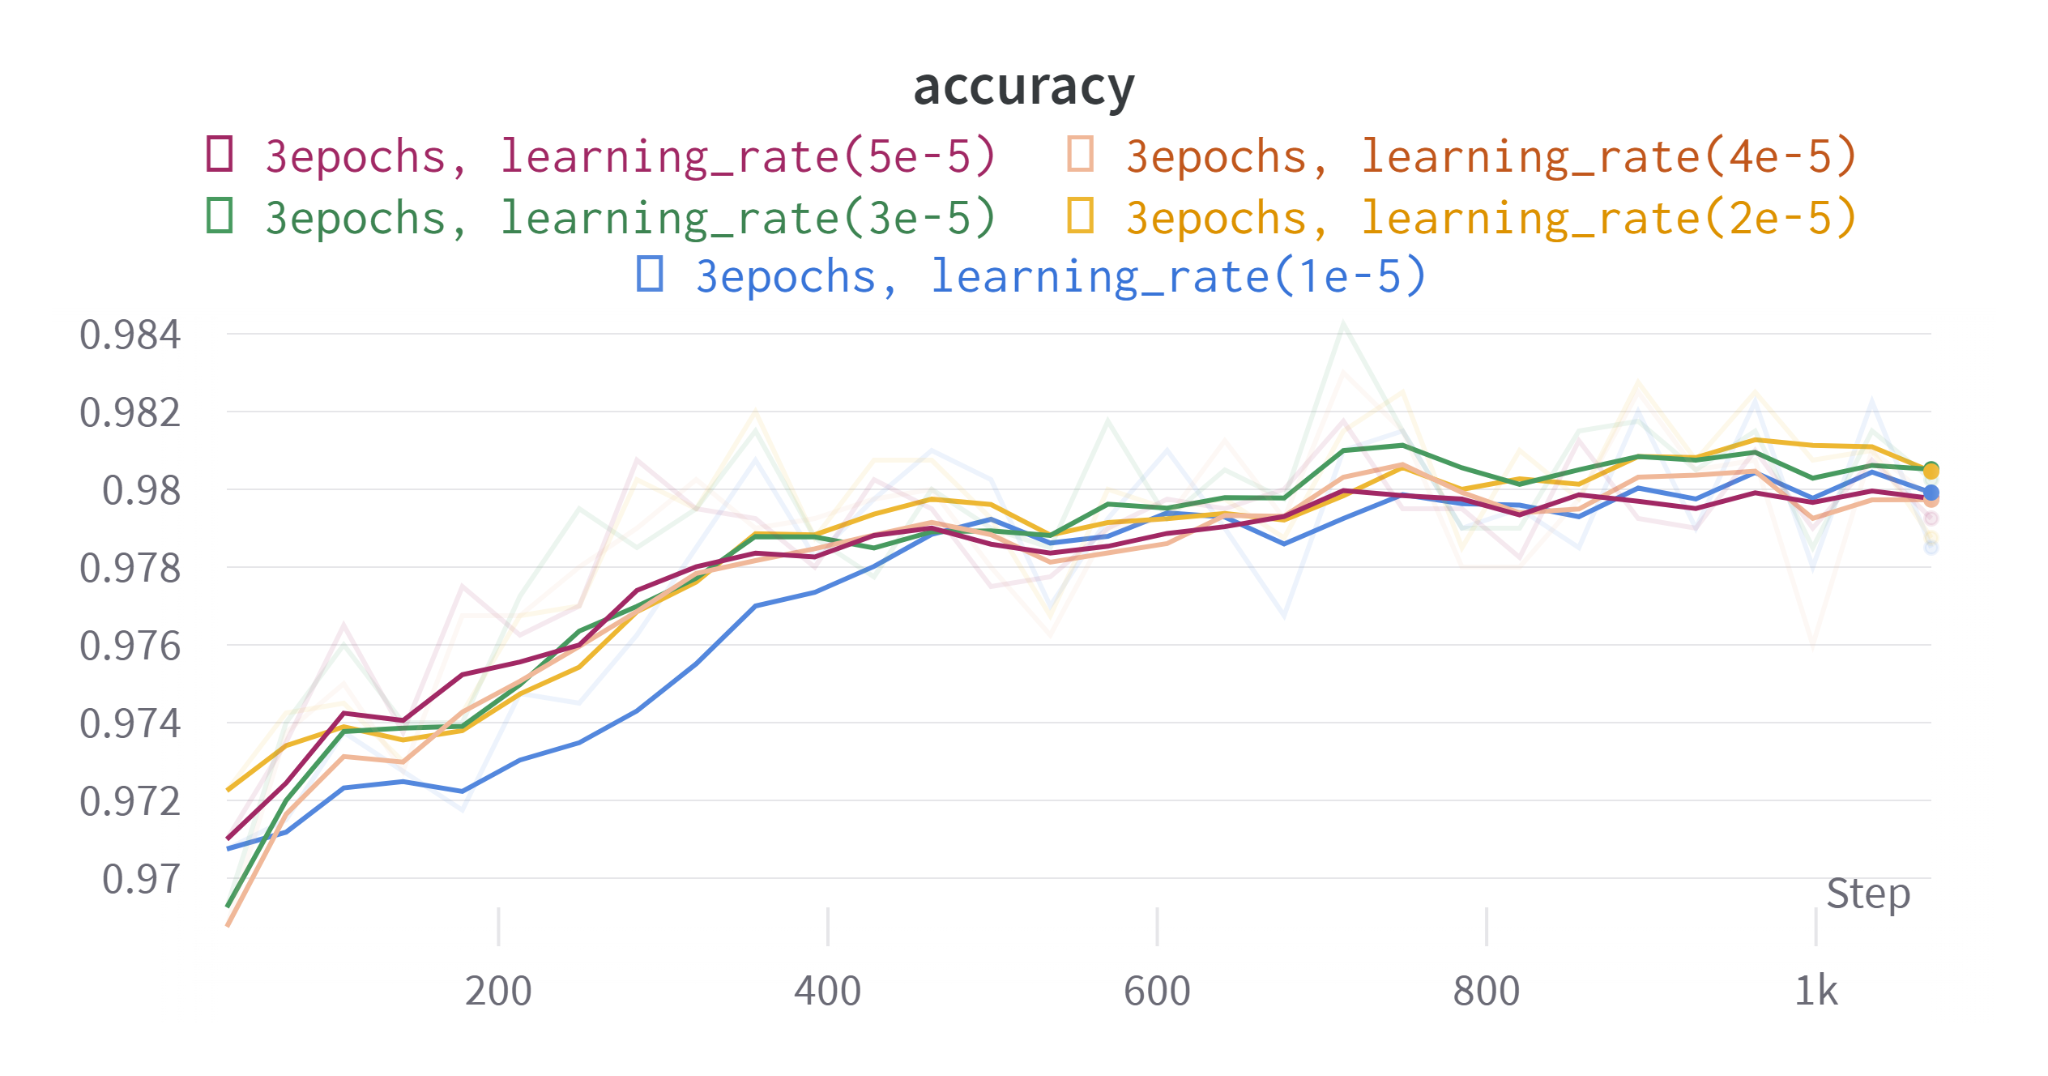 accuracy
3epochs, learning_rate(5e-5) 3epochs, learning_rate(4e-5)
3epochs, learning_rate(3e-5) 3epochs, learning_rate(2e-5)
3epochs, learning_rate(1e-5)
0.984
0.982
0.98
0.978
0.976
0.974
0.972
0.97
Step
200 400 600 800 1k